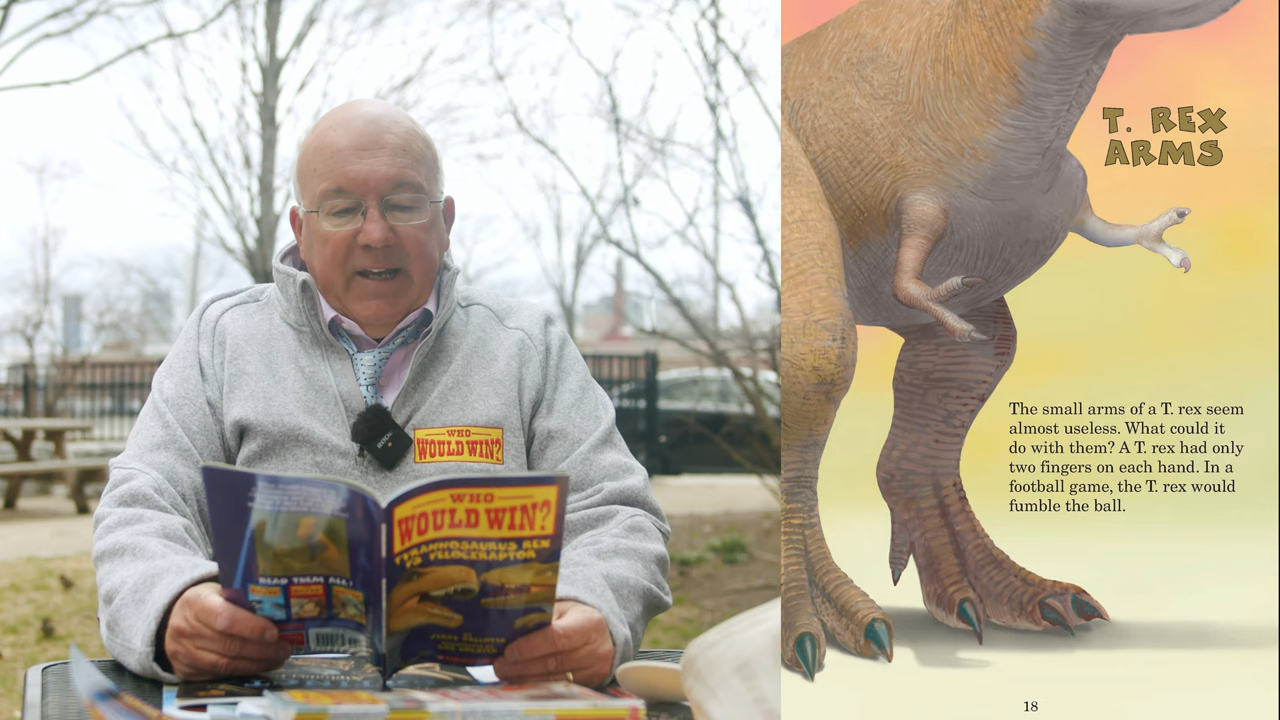 WHO
WOULD WIN?
READ THEM ALL!
WHO
WOULD WIN?
TYRANNOSAURUS REX
VS VELOCIRAPTOR
T. REX
ARMS
The small arms of a T. rex seem
almost useless. What could it
do with them? A T. rex had only
two fingers on each hand. In a
football game, the T. rex would
fumble the ball.
18